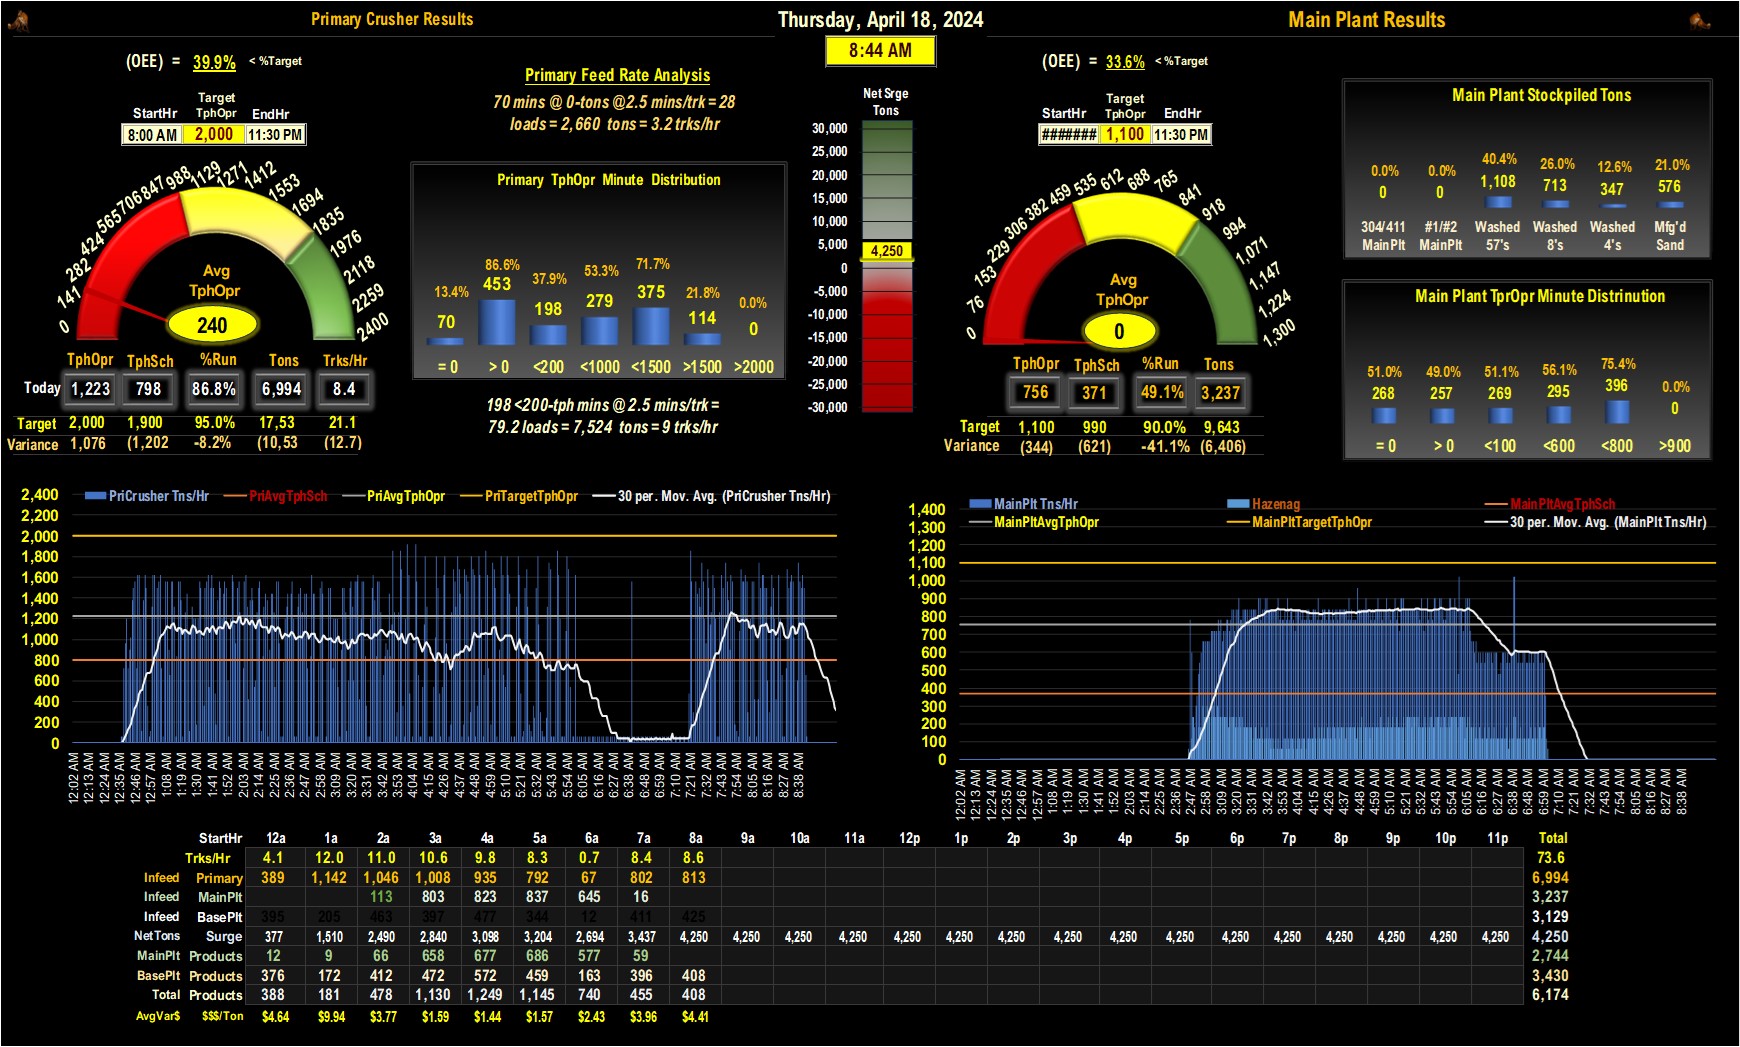 Primary Crusher Results
Thursday, April 18, 2024
Main Plant Results
8:44 AM
(OEE) = 39.9% < %Target
StartHr Target TphOpr EndHr
8:00 AM 2,000 11:30 PM
Primary Feed Rate Analysis
70 mins @ 0-tons @2.5 mins/trk = 28
loads = 2,660 tons = 3.2 trks/hr
0 141 282 424 565 706 847 988 1129 1271 1412 1553 1694 1835 1976 2118 2259 2400
Avg
TphOpr
240
TphOpr TphSch %Run Tons Trks/Hr
Today 1,223 798 86.8% 6,994 8.4
Target 2,000 1,900 95.0% 17,53 21.1
Variance 1,076 (1,202 -8.2% (10,53 (12.7)
Primary TphOpr Minute Distribution
13.4% 86.6% 37.9% 53.3% 71.7% 21.8% 0.0%
70 453 198 279 375 114 0
= 0 > 0 <200 <1000 <1500 >1500 >2000
198 <200-tph mins @ 2.5 mins/trk =
79.2 loads = 7,524 tons = 9 trks/hr
Net Srge
Tons
30,000
25,000
20,000
15,000
10,000
5,000
4,250
0
-5,000
-10,000
-15,000
-20,000
-25,000
-30,000
(OEE) = 33.6% < %Target
StartHr Target TphOpr EndHr
####### 1,100 11:30 PM
0 76 153 229 306 382 459 535 612 688 765 841 918 994 1,071 1,147 1,224 1,300
Avg
TphOpr
0
TphOpr TphSch %Run Tons
756 371 49.1% 3,237
Target 1,100 990 90.0% 9,643
Variance (344) (621) -41.1% (6,406)
Main Plant Stockpiled Tons
0.0% 0.0% 40.4% 26.0% 12.6% 21.0%
0 0 1,108 713 347 576
304/411 #1/#2 Washed Washed Washed Mfg'd
MainPlt MainPlt 57's 8's 4's Sand
Main Plant TprOpr Minute Distrinution
51.0% 49.0% 51.1% 56.1% 75.4% 0.0%
268 257 269 295 396 0
= 0 > 0 <100 <600 <800 >900
PriCrusher Tns/Hr PriAvgTphSch PriAvgTphOpr PriTargetTphOpr 30 per. Mov. Avg. (PriCrusher Tns/Hr)
2,400
2,200
2,000
1,800
1,600
1,400
1,200
1,000
800
600
400
200
0
12:02 AM 12:13 AM 12:24 AM 12:35 AM 12:46 AM 12:57 AM 1:08 AM 1:19 AM 1:30 AM 1:41 AM 1:52 AM 2:03 AM 2:14 AM 2:25 AM 2:36 AM 2:47 AM 2:58 AM 3:09 AM 3:20 AM 3:31 AM 3:42 AM 3:53 AM 4:04 AM 4:15 AM 4:26 AM 4:37 AM 4:48 AM 4:59 AM 5:10 AM 5:21 AM 5:32 AM 5:43 AM 5:54 AM 6:05 AM 6:16 AM 6:27 AM 6:38 AM 6:48 AM 6:59 AM 7:10 AM 7:21 AM 7:32 AM 7:43 AM 7:54 AM 8:05 AM 8:16 AM 8:27 AM 8:38 AM
MainPlt Tns/Hr Hazenag MainPltAvgTphSch
MainPltAvgTphOpr MainPltTargetTphOpr 30 per. Mov. Avg. (MainPlt Tns/Hr)
1,400
1,300
1,200
1,100
1,000
900
800
700
600
500
400
300
200
100
0
12:02 AM 12:13 AM 12:24 AM 12:35 AM 12:46 AM 12:57 AM 1:08 AM 1:19 AM 1:30 AM 1:41 AM 1:52 AM 2:03 AM 2:14 AM 2:25 AM 2:36 AM 2:47 AM 2:58 AM 3:09 AM 3:20 AM 3:31 AM 3:42 AM 3:53 AM 4:04 AM 4:15 AM 4:26 AM 4:37 AM 4:48 AM 4:59 AM 5:10 AM 5:21 AM 5:32 AM 5:43 AM 5:54 AM 6:05 AM 6:16 AM 6:27 AM 6:38 AM 6:48 AM 6:59 AM 7:10 AM 7:21 AM 7:32 AM 7:43 AM 7:54 AM 8:05 AM 8:16 AM 8:27 AM 8:38 AM
StartHr 12a 1a 2a 3a 4a 5a 6a 7a 8a 9a 10a 11a 12p 1p 2p 3p 4p 5p 6p 7p 8p 9p 10p 11p Total
Trks/Hr 4.1 12.0 11.0 10.6 9.8 8.3 0.7 8.4 8.6 73.6
Infeed Primary 389 1,142 1,046 1,008 935 792 67 802 813 6,994
Infeed MainPlt 113 803 823 837 645 16 3,237
Infeed BasePlt 395 205 463 397 477 344 12 411 425 3,129
NetTons Surge 377 1,510 2,490 2,840 3,098 3,204 2,694 3,437 4,250 4,250 4,250 4,250 4,250 4,250 4,250 4,250 4,250 4,250 4,250 4,250 4,250 4,250 4,250 4,250 4,250
MainPlt Products 12 9 66 658 677 686 577 59 2,744
BasePlt Products 376 172 412 472 572 459 163 396 408 3,430
Total Products 388 181 478 1,130 1,249 1,145 740 455 408 6,174
AvgVar$ $$$/Ton $4.64 $9.94 $3.77 $1.59 $1.44 $1.57 $2.43 $3.96 $4.41